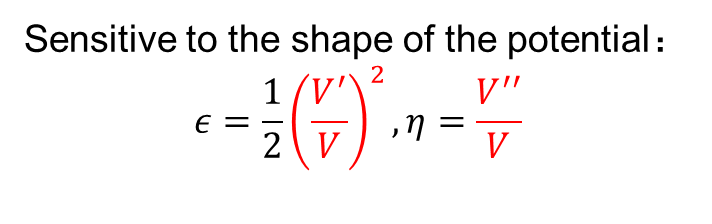 Sensitive to the shape of the potential:
ϵ = 1/2 (V′/V)², η = V′′/V